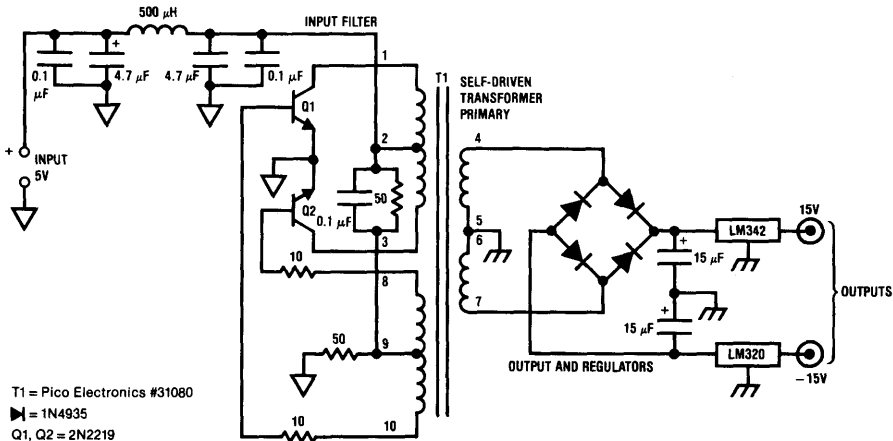 500 μH
INPUT FILTER
0.1 μF
4.7 μF
4.7 μF
0.1 μF
+
+
+ INPUT 5V
Q1
Q2
0.1 μF
50
1
2
3
8
9
10
10
50
10
T1
SELF-DRIVEN
TRANSFORMER
PRIMARY
4
5
6
7
+
15 μF
+
15 μF
LM342
15V
LM320
–15V
OUTPUTS
OUTPUT AND REGULATORS
T1 = Pico Electronics #31080
= 1N4935
Q1, Q2 = 2N2219